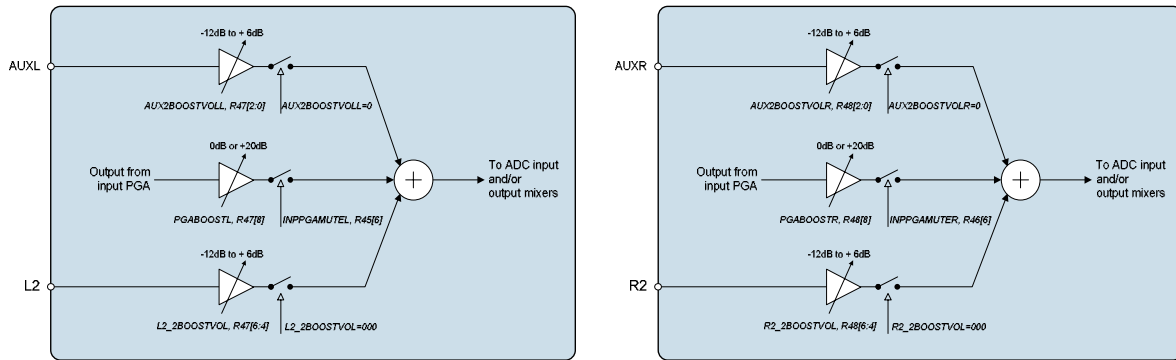 -12dB to + 6dB
AUXL
AUX2BOOSTVOLL, R47[2:0]
AUX2BOOSTVOLL=0
0dB or +20dB
Output from
input PGA
To ADC input
and/or
output mixers
PGABOOSTL, R47[8]
INPPGAMUTEL, R45[6]
-12dB to + 6dB
L2
L2_2BOOSTVOL, R47[6:4]
L2_2BOOSTVOL=000
-12dB to + 6dB
AUXR
AUX2BOOSTVOLR, R48[2:0]
AUX2BOOSTVOLR=0
0dB or +20dB
Output from
input PGA
To ADC input
and/or
output mixers
PGABOOSTR, R48[8]
INPPGAMUTER, R46[6]
-12dB to + 6dB
R2
R2_2BOOSTVOL, R48[6:4]
R2_2BOOSTVOL=000